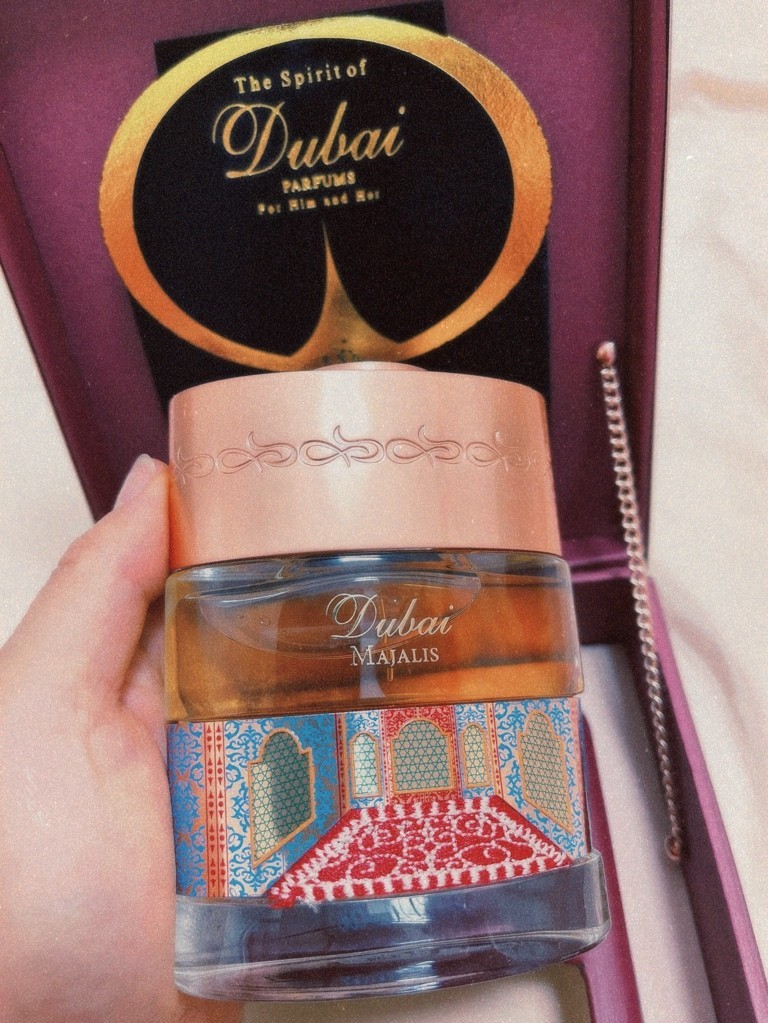 The Spirit of
Dubai
PARFUMS
For Him and Her
Dubai
MAJALIS